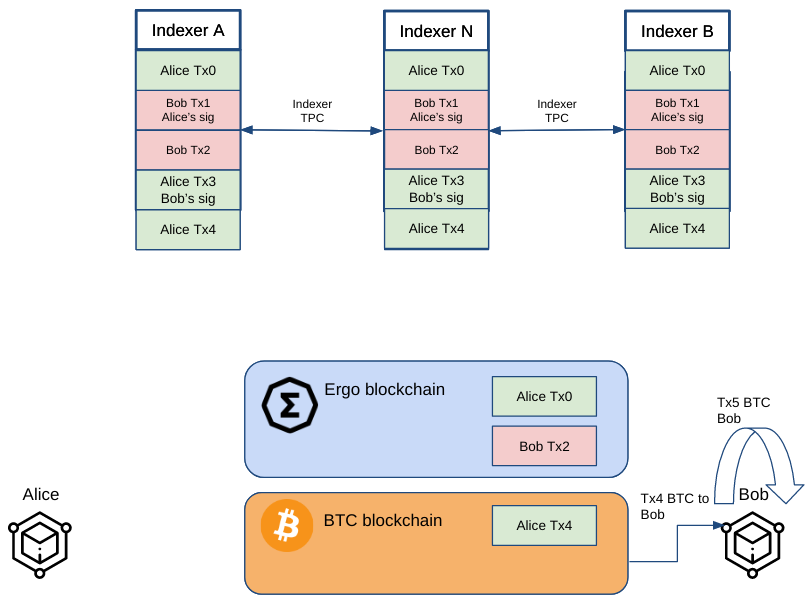 Indexer A
Alice Tx0
Bob Tx1
Alice's sig
Bob Tx2
Alice Tx3
Bob's sig
Alice Tx4
Indexer
TPC
Indexer N
Alice Tx0
Bob Tx1
Alice's sig
Bob Tx2
Alice Tx3
Bob's sig
Alice Tx4
Indexer
TPC
Indexer B
Alice Tx0
Bob Tx1
Alice's sig
Bob Tx2
Alice Tx3
Bob's sig
Alice Tx4
Σ
Ergo blockchain
Alice Tx0
Bob Tx2
Tx5 BTC
Bob
Alice
₿
BTC blockchain
Alice Tx4
Tx4 BTC to
Bob
Bob